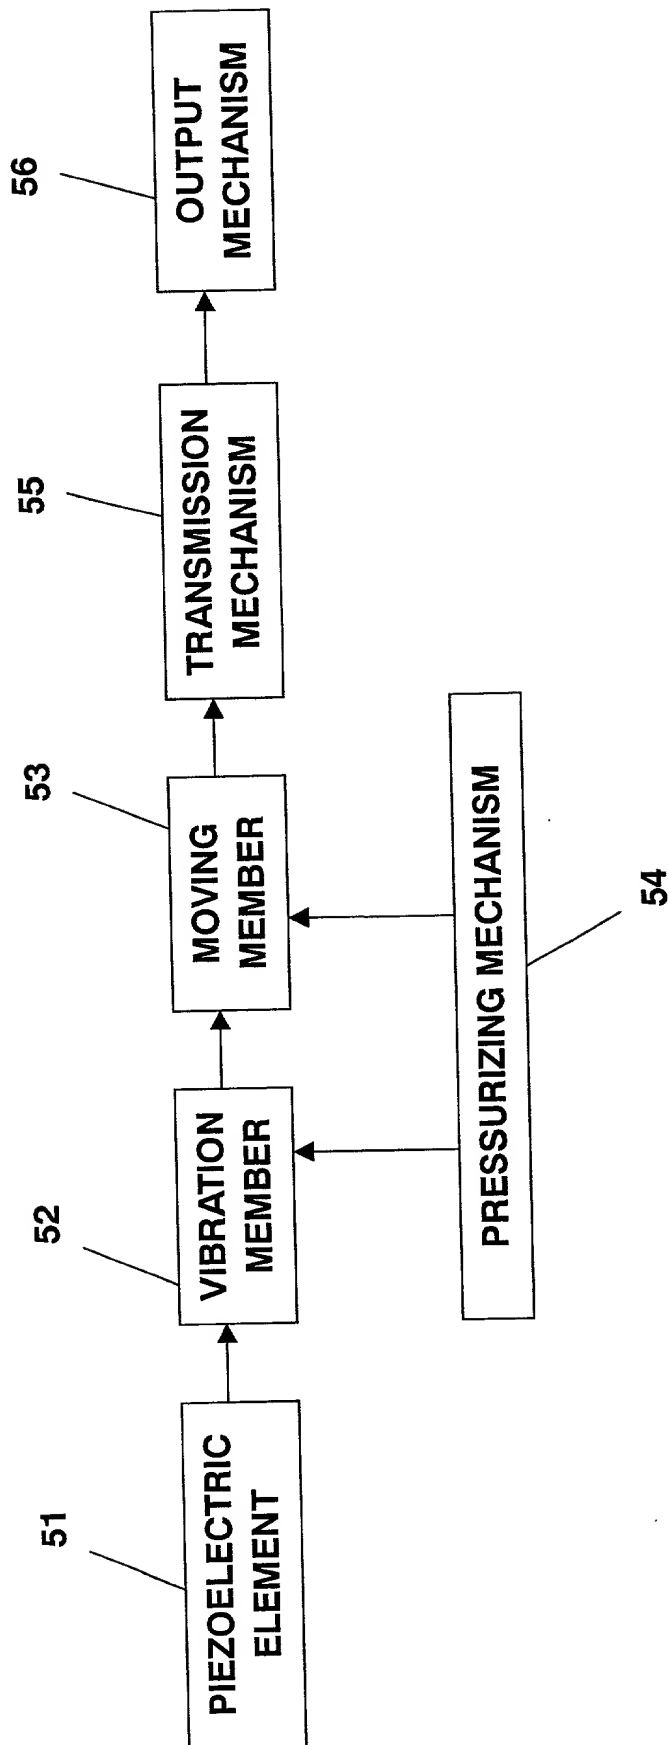 51
PIEZOELECTRIC
ELEMENT
52
VIBRATION
MEMBER
53
MOVING
MEMBER
55
TRANSMISSION
MECHANISM
56
OUTPUT
MECHANISM
PRESSURIZING MECHANISM
54